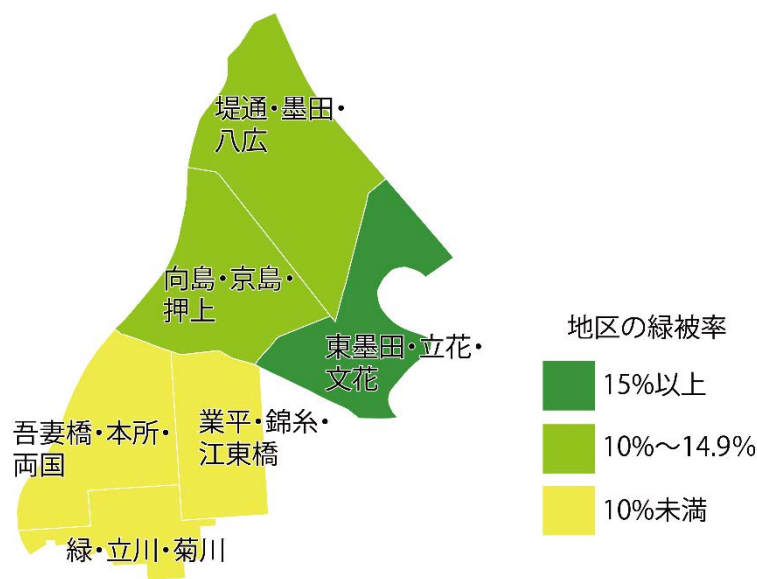 堤通・墨田・
八広
向島・京島・
押上
東墨田・立花・
文花
吾妻橋・本所・
両国
業平・錦糸・
江東橋
緑・立川・菊川
地区の緑被率
15%以上
10%～14.9%
10%未満